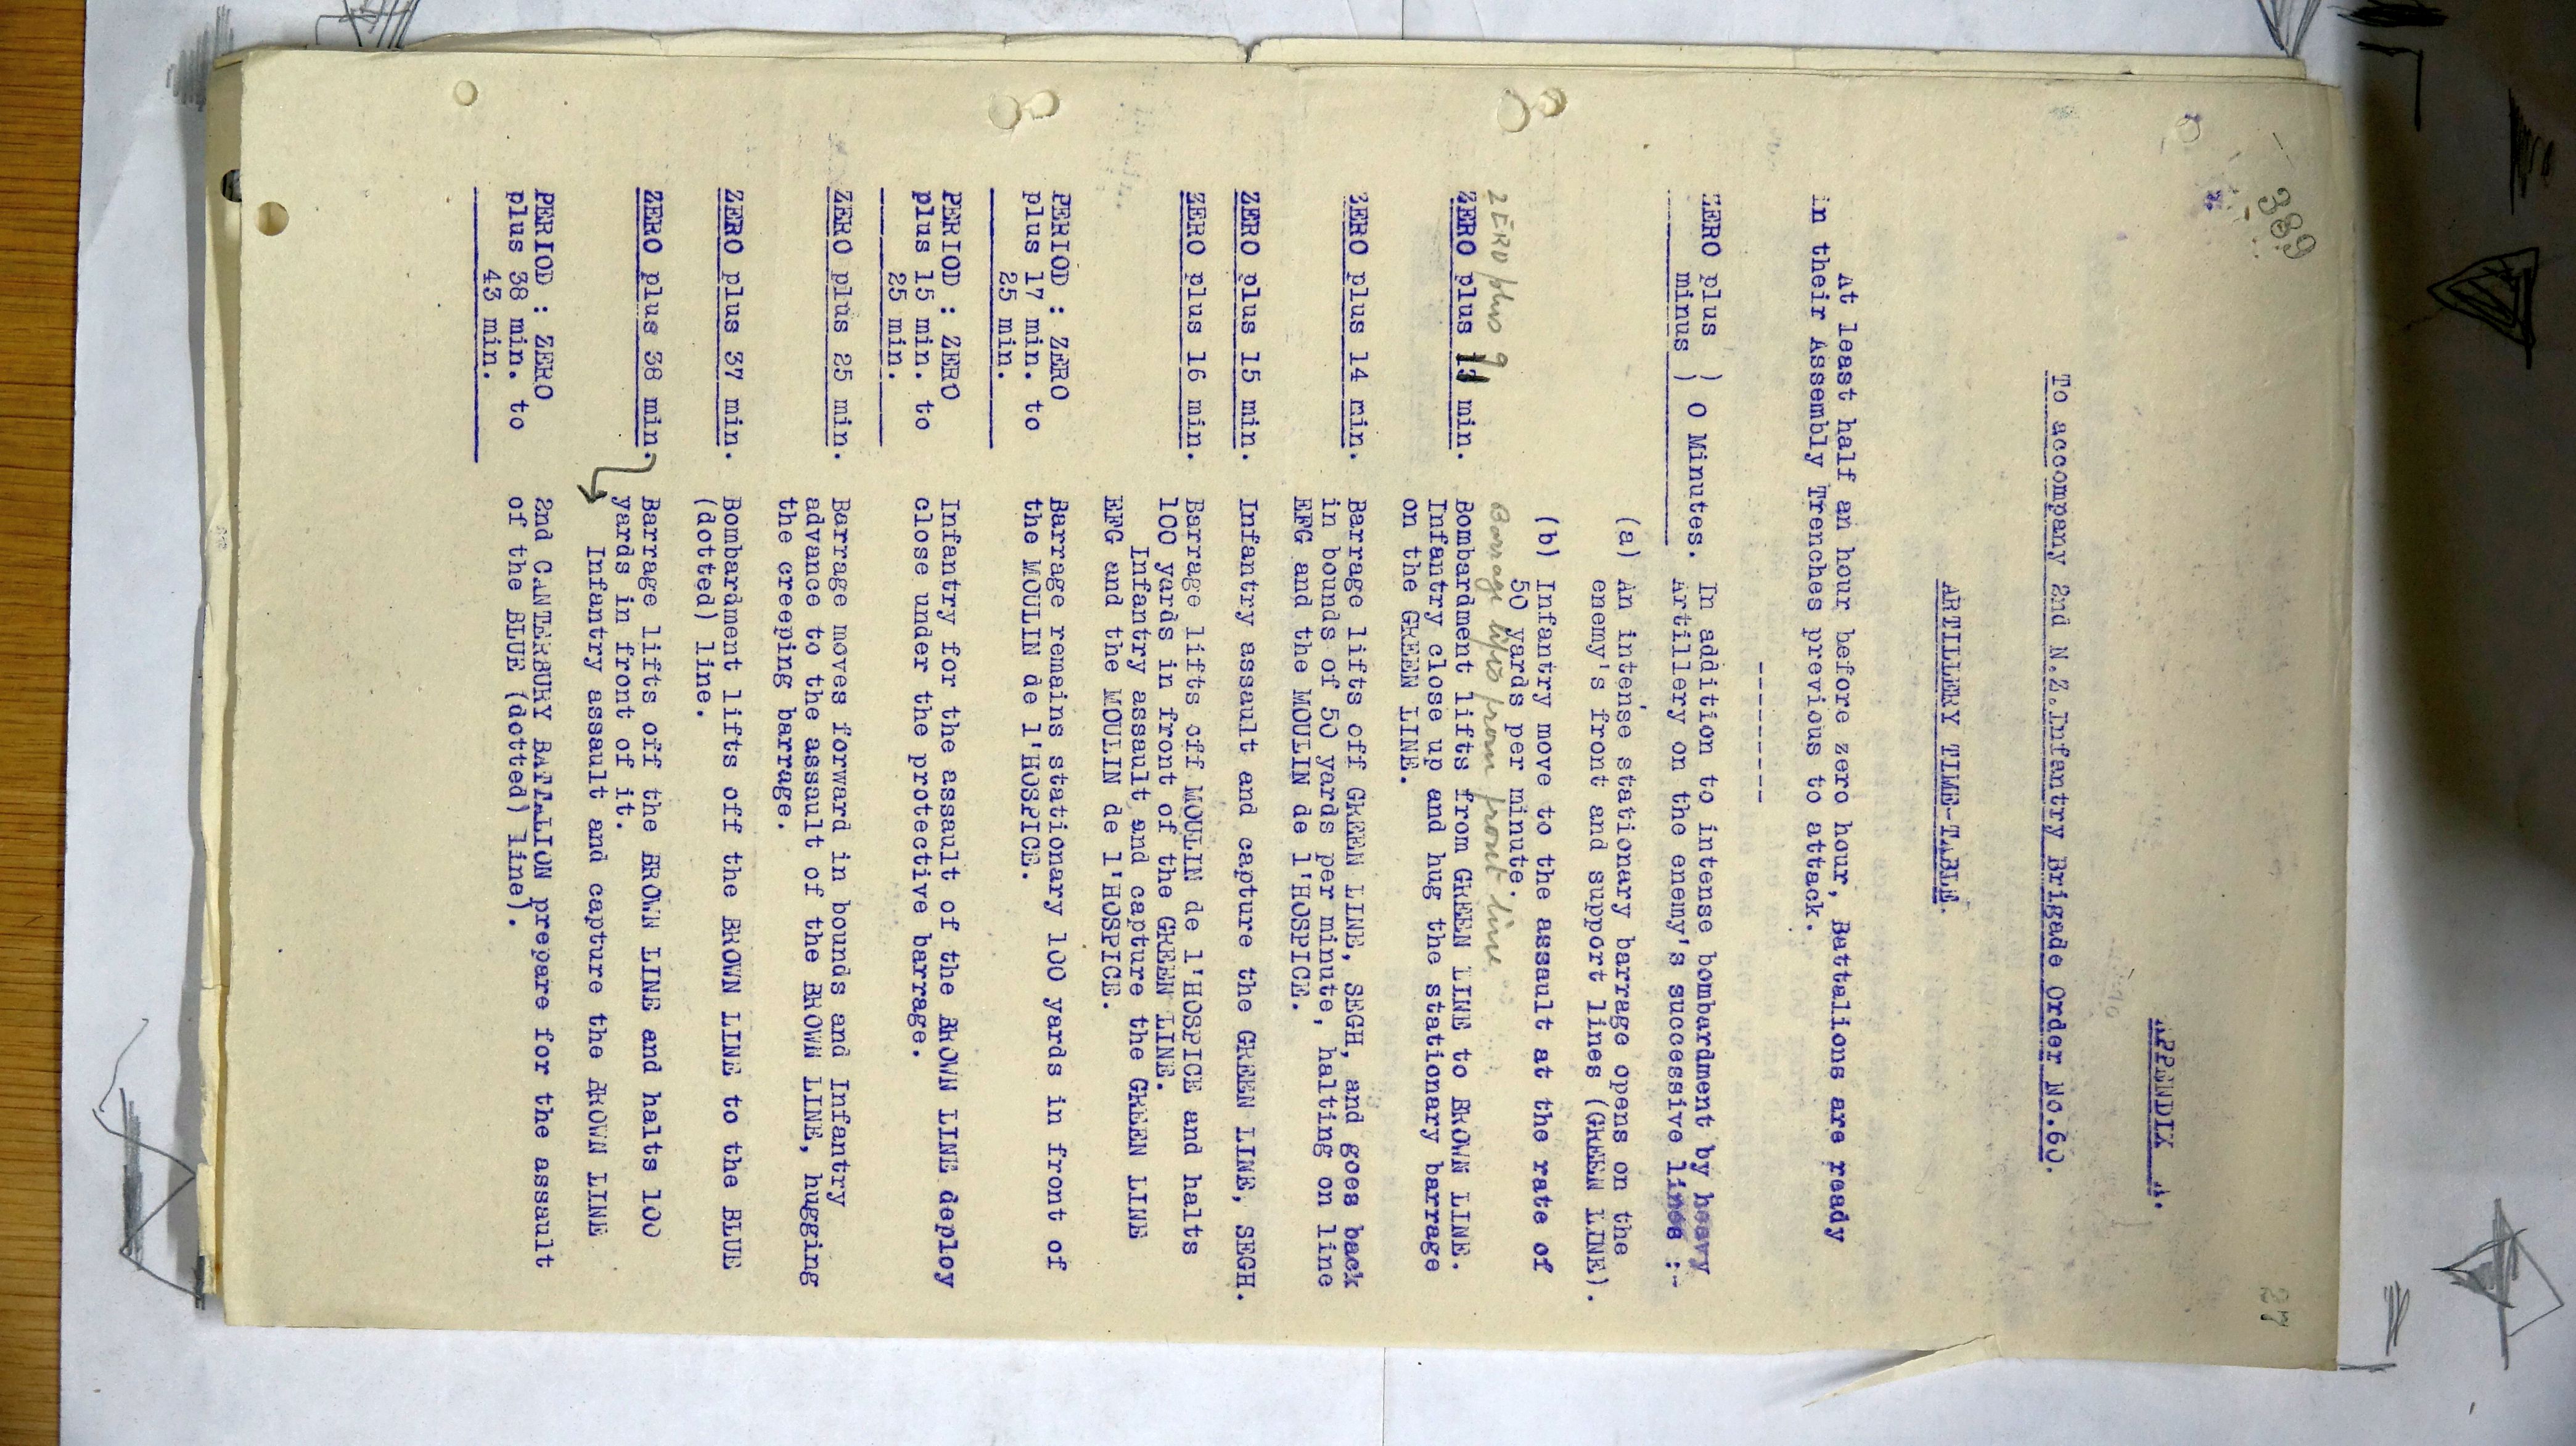 389
27
APPENDIX A.
To accompany 2nd N.Z.Infantry Brigade Order No.60.
ARTILLERY TIME-TABLE.
At least half an hour before zero hour, Battalions are ready
in their Assembly Trenches previous to attack.
---------
ZERO plus ) 0 Minutes. In addition to intense bombardment by heavy
minus ) Artillery on the enemy's successive lines :-
(a) An intense stationary barrage opens on the
enemy's front and support lines (GREEN LINE).
(b) Infantry move to the assault at the rate of
50 yards per minute.
ZERO plus 9 Barrage lifts from front line
ZERO plus min. Bombardment lifts from GREEN LINE to BROWN LINE.
Infantry close up and hug the stationary barrage
on the GREEN LINE.
ZERO plus 14 min. Barrage lifts off GREEN LINE, SEGH, and goes back
in bounds of 50 yards per minute, halting on line
EFG and the MOULIN de l'HOSPICE.
ZERO plus 15 min. Infantry assault and capture the GREEN LINE, SEGH.
ZERO plus 16 min. Barrage lifts off MOULIN de l'HOSPICE and halts
100 yards in front of the GREEN LINE.
Infantry assault and capture the GREEN LINE
EFG and the MOULIN de l'HOSPICE.
PERIOD : ZERO Barrage remains stationary 100 yards in front of
plus 17 min. to the MOULIN de l'HOSPICE.
25 min.
PERIOD : ZERO Infantry for the assault of the BROWN LINE deploy
plus 15 min. to close under the protective barrage.
25 min.
ZERO plus 25 min. Barrage moves forward in bounds and Infantry
advance to the assault of the BROWN LINE, hugging
the creeping barrage.
ZERO plus 37 min. Bombardment lifts off the BROWN LINE to the BLUE
(dotted) line.
ZERO plus 38 min. Barrage lifts off the BROWN LINE and halts 100
yards in front of it.
Infantry assault and capture the BROWN LINE
PERIOD : ZERO 2nd CANTERBURY BATTALION prepare for the assault
plus 38 min. to of the BLUE (dotted) line).
43 min.